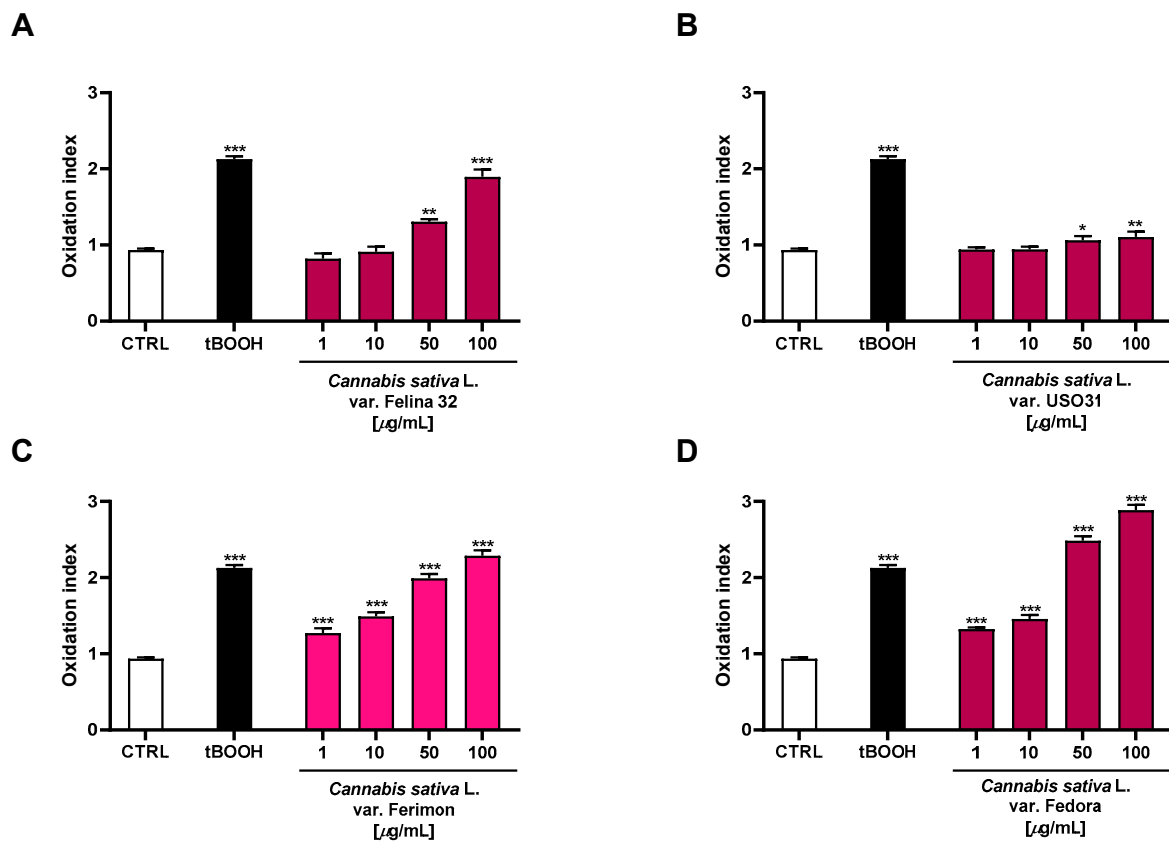 A
Oxidation index
3
2
1
0
***
**
***
CTRL tBOOH 1 10 50 100
Cannabis sativa L.
var. Felina 32
[μg/mL]
B
Oxidation index
3
2
1
0
***
*
**
CTRL tBOOH 1 10 50 100
Cannabis sativa L.
var. USO31
[μg/mL]
C
Oxidation index
3
2
1
0
***
***
***
***
***
CTRL tBOOH 1 10 50 100
Cannabis sativa L.
var. Ferimon
[μg/mL]
D
Oxidation index
3
2
1
0
***
***
***
***
***
CTRL tBOOH 1 10 50 100
Cannabis sativa L.
var. Fedora
[μg/mL]